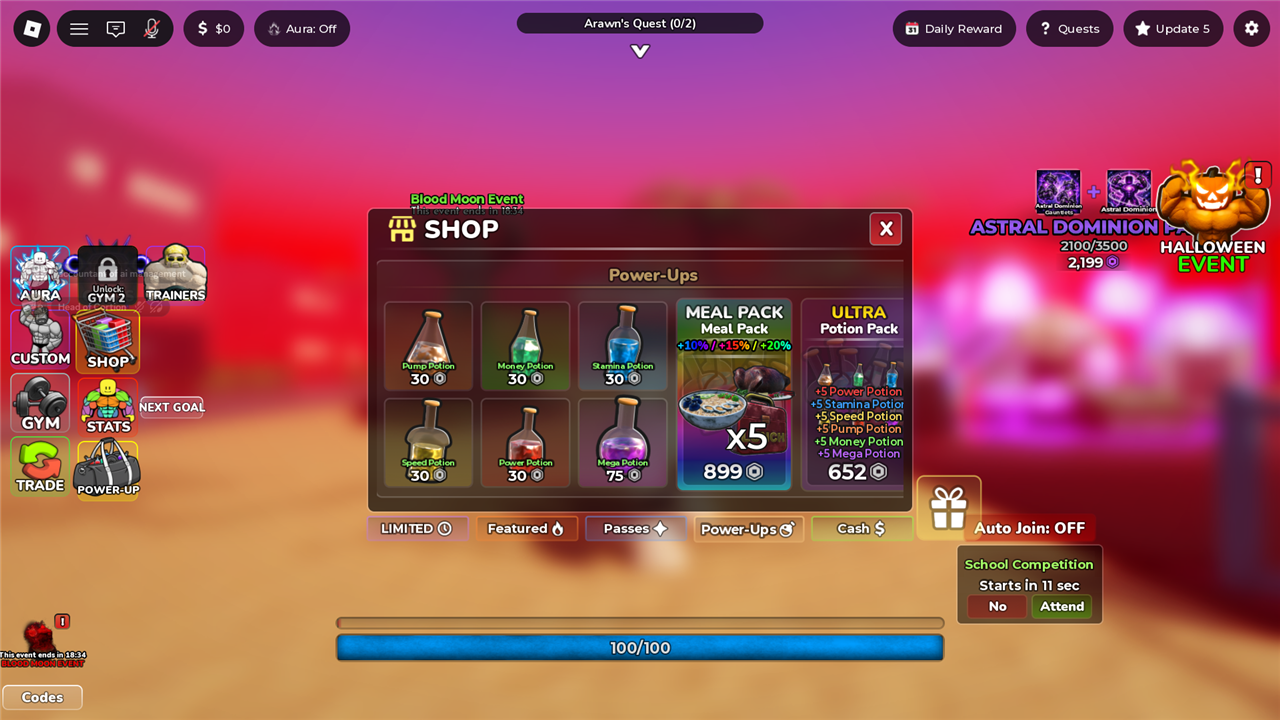 $ $0
Aura: Off
Arawn's Quest (0/2)
Daily Reward
? Quests
Update 5
Blood Moon Event
This event ends in 18:34
SHOP
X
Power-Ups
Pump Potion
30
Money Potion
30
Stamina Potion
30
Speed Potion
30
Power Potion
30
Mega Potion
75
MEAL PACK
Meal Pack
+10% / +15% / +20%
x5
899
ULTRA
Potion Pack
+5 Power Potion
+5 Stamina Potion
+5 Speed Potion
+5 Pump Potion
+5 Money Potion
+5 Mega Potion
652
LIMITED
Featured
Passes
Power-Ups
Cash $
AURA
Unlock:
GYM 2
TRAINERS
CUSTOM
SHOP
GYM
STATS
NEXT GOAL
TRADE
POWER-UP
Astral Dominion
Gauntlets
+
Astral Dominion
ASTRAL DOMINION
2100/3500
2,199
!
HALLOWEEN
EVENT
Auto Join: OFF
School Competition
Starts in 11 sec
No
Attend
100/100
!
This event ends in 18:34
BLOOD MOON EVENT
Codes